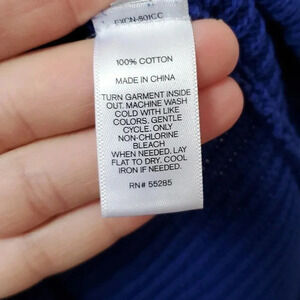 100% COTTON
MADE IN CHINA
TURN GARMENT INSIDE
OUT. MACHINE WASH
COLD WITH LIKE
COLORS. GENTLE
CYCLE. ONLY
NON-CHLORINE
BLEACH
WHEN NEEDED. LAY
FLAT TO DRY. COOL
IRON IF NEEDED.
RN# 55285